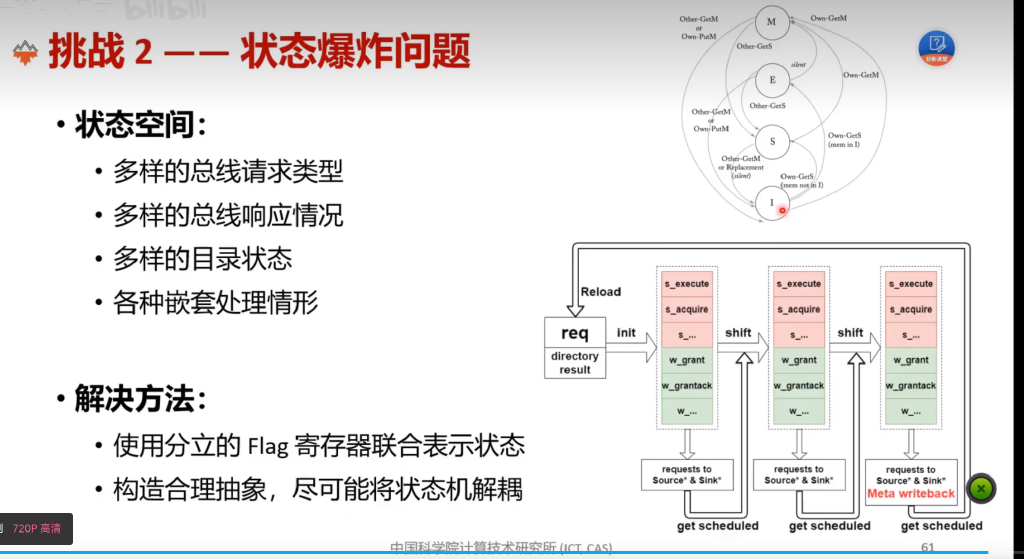 bilibili
挑战 2 —— 状态爆炸问题
• 状态空间：
• 多样的总线请求类型
• 多样的总线响应情况
• 多样的目录状态
• 各种嵌套处理情形
• 解决方法：
• 使用分立的 Flag 寄存器联合表示状态
• 构造合理抽象，尽可能将状态机解耦
Other-GetM
or
Own-PutM
M
Own-GetM
Other-GetS
silent
E
Own-GetM
Other-GetS
Other-GetM
or
Own-PutM
S
Own-GetS
(mem in I)
Other-GetM
or Replacement
(silent)
Own-GetS
(mem not in I)
I
Reload
req
directory
result
init
s_execute
s_acquire
s_...
w_grant
w_grantack
w_...
shift
s_execute
s_acquire
s_...
w_grant
w_grantack
w_...
shift
s_execute
s_acquire
s_...
w_grant
w_grantack
w_...
requests to
Source* & Sink*
requests to
Source* & Sink*
requests to
Source* & Sink*
Meta writeback
get scheduled
get scheduled
get scheduled
720P 高清
中国科学院计算技术研究所 (ICT, CAS)
61